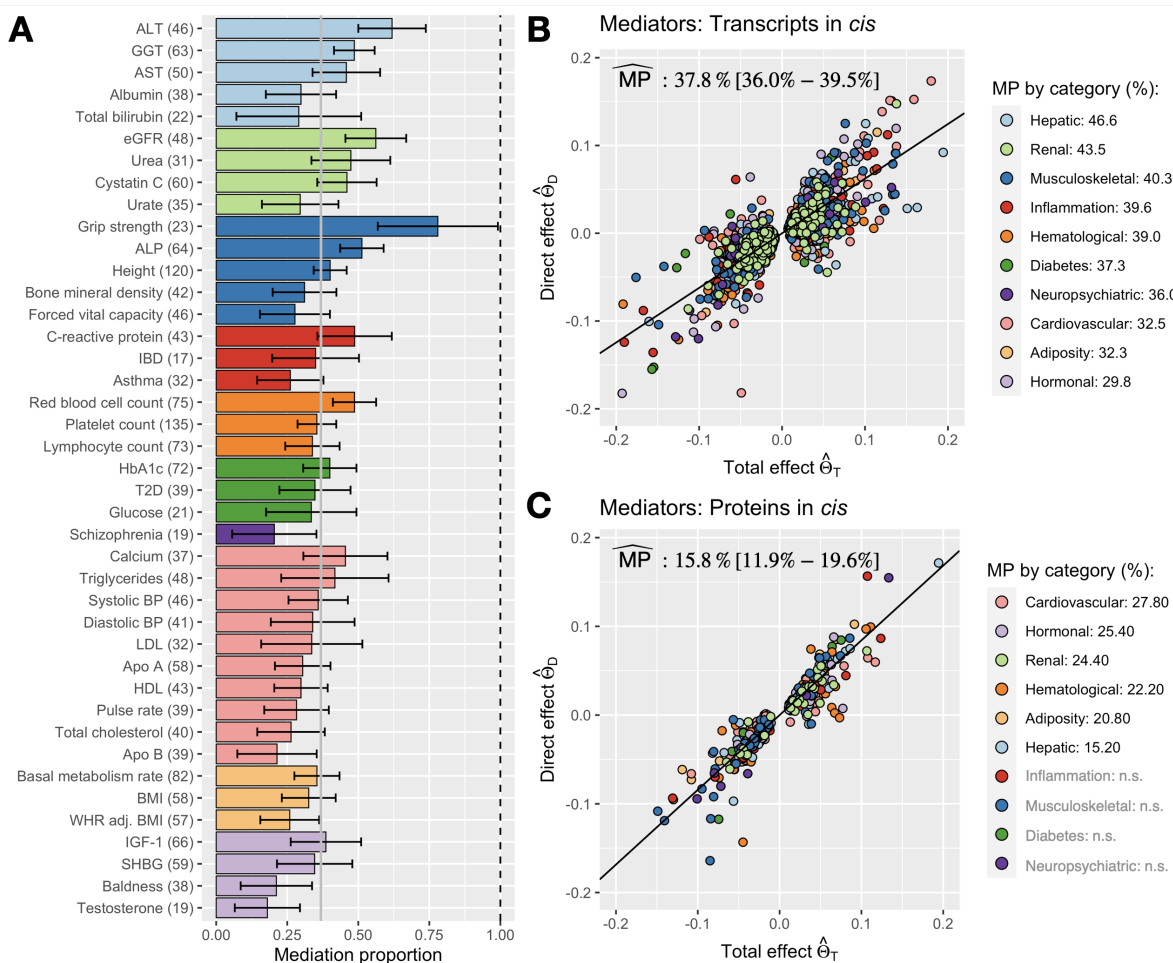 A
ALT (46)
GGT (63)
AST (50)
Albumin (38)
Total bilirubin (22)
eGFR (48)
Urea (31)
Cystatin C (60)
Urate (35)
Grip strength (23)
ALP (64)
Height (120)
Bone mineral density (42)
Forced vital capacity (46)
C-reactive protein (43)
IBD (17)
Asthma (32)
Red blood cell count (75)
Platelet count (135)
Lymphocyte count (73)
HbA1c (72)
T2D (39)
Glucose (21)
Schizophrenia (19)
Calcium (37)
Triglycerides (48)
Systolic BP (46)
Diastolic BP (41)
LDL (32)
Apo A (58)
HDL (43)
Pulse rate (39)
Total cholesterol (40)
Apo B (39)
Basal metabolism rate (82)
BMI (58)
WHR adj. BMI (57)
IGF-1 (66)
SHBG (59)
Baldness (38)
Testosterone (19)
0.00 0.25 0.50 0.75 1.00
Mediation proportion
B
Mediators: Transcripts in cis
M̂P : 37.8 % [36.0% − 39.5%]
0.2
0.1
0.0
-0.1
-0.2
Direct effect Θ̂D
-0.2 -0.1 0.0 0.1 0.2
Total effect Θ̂T
MP by category (%):
Hepatic: 46.6
Renal: 43.5
Musculoskeletal: 40.3
Inflammation: 39.6
Hematological: 39.0
Diabetes: 37.3
Neuropsychiatric: 36.0
Cardiovascular: 32.5
Adiposity: 32.3
Hormonal: 29.8
C
Mediators: Proteins in cis
M̂P : 15.8 % [11.9% − 19.6%]
0.2
0.1
0.0
-0.1
-0.2
Direct effect Θ̂D
-0.2 -0.1 0.0 0.1 0.2
Total effect Θ̂T
MP by category (%):
Cardiovascular: 27.80
Hormonal: 25.40
Renal: 24.40
Hematological: 22.20
Adiposity: 20.80
Hepatic: 15.20
Inflammation: n.s.
Musculoskeletal: n.s.
Diabetes: n.s.
Neuropsychiatric: n.s.